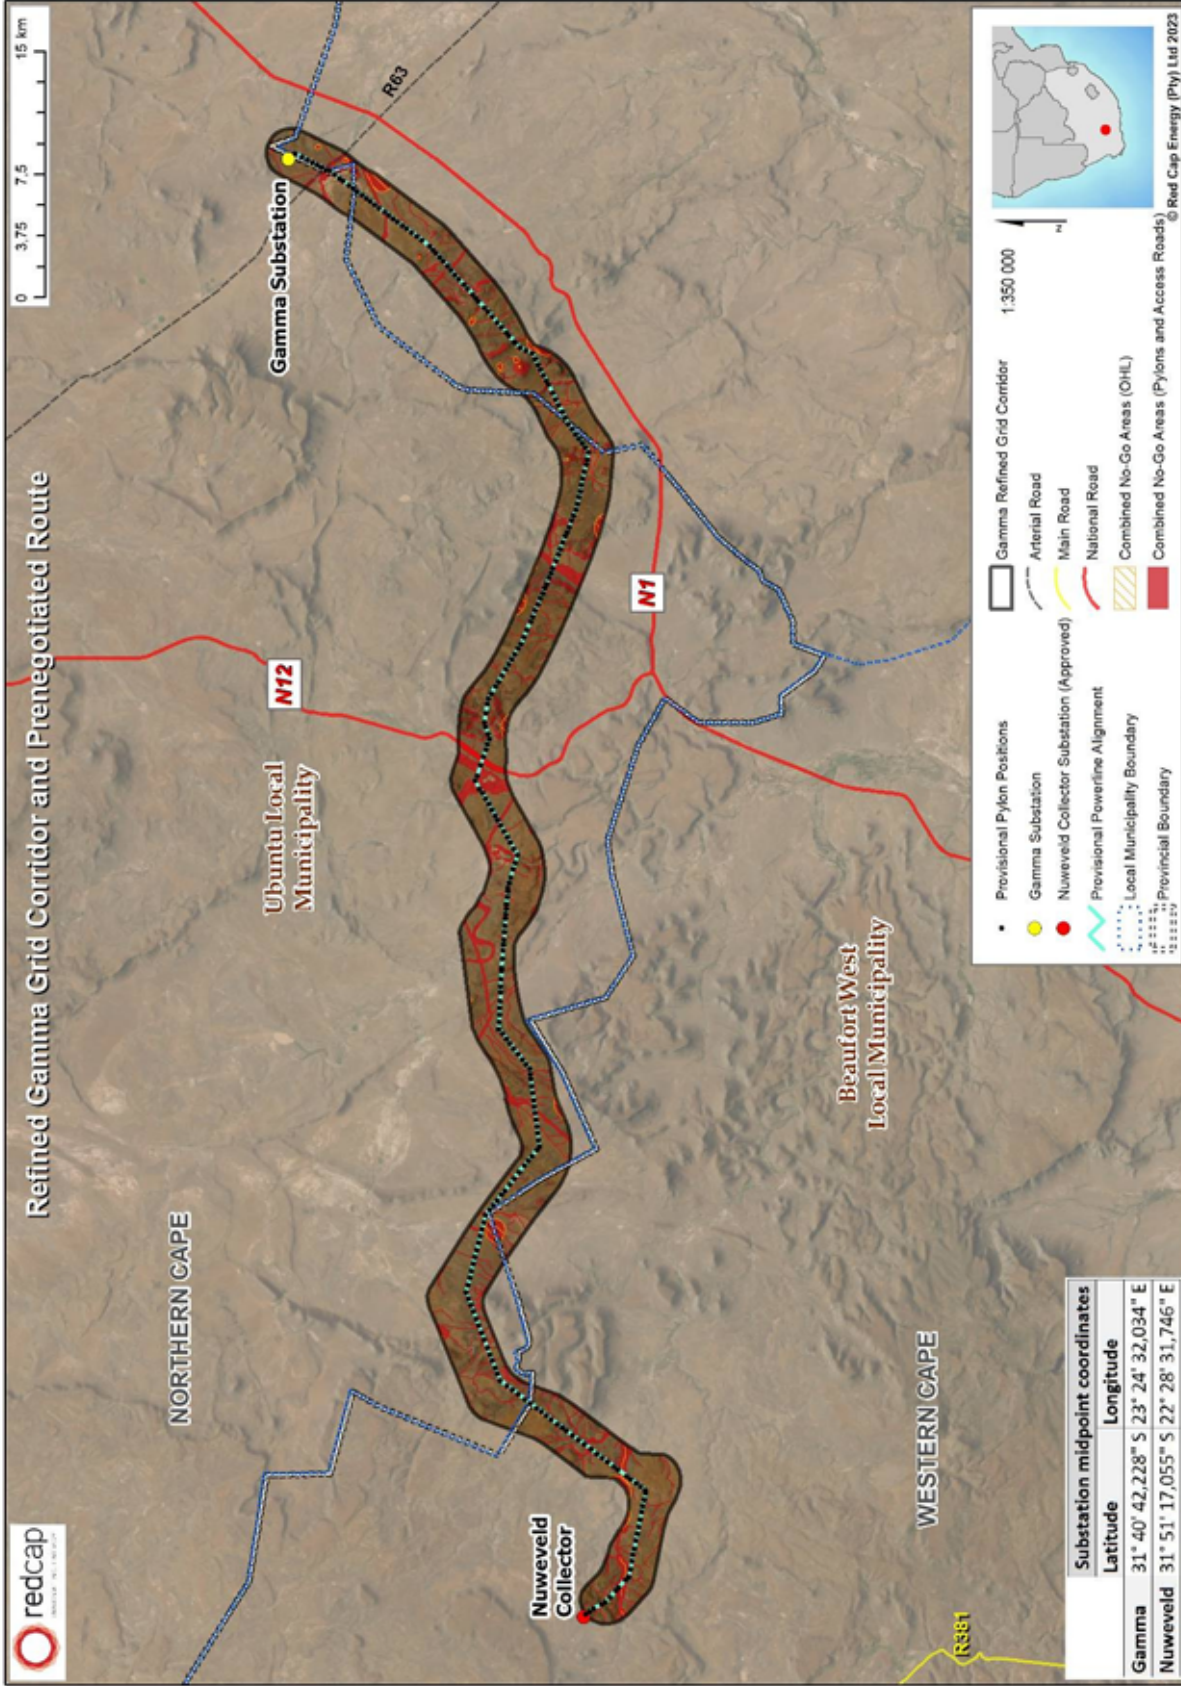 Refined Gamma Grid Corridor and Prenegotiated Route
redcap
0 3,75 7,5 15 km
NORTHERN CAPE
Ubuntu Local
Municipality
N12
R63
Gamma Substation
N1
Nuweveld
Collector
Beaufort West
Local Municipality
WESTERN CAPE
R381
Substation midpoint coordinates
Latitude Longitude
Gamma 31° 40' 42,228" S 23° 24' 32,034" E
Nuweveld 31° 51' 17,055" S 22° 28' 31,746" E
Provisional Pylon Positions
Gamma Substation
Nuweveld Collector Substation (Approved)
Provisional Powerline Alignment
Local Municipality Boundary
Provincial Boundary
Gamma Refined Grid Corridor
Arterial Road
Main Road
National Road
Combined No-Go Areas (OHL)
Combined No-Go Areas (Pylons and Access Roads)
1:350 000
N
© Red Cap Energy (Pty) Ltd 2023